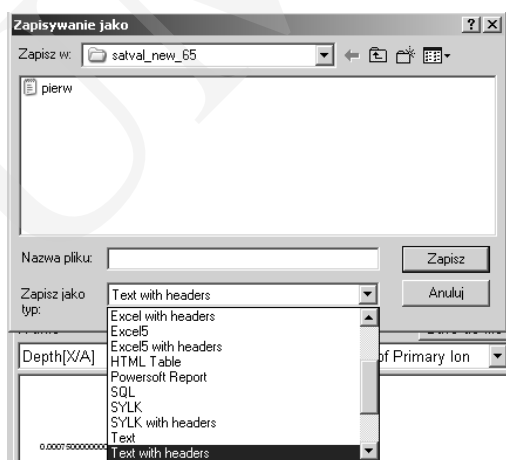 Zapisywanie jako
Zapisz w: satval_new_65
pierw
Nazwa pliku: Zapisz
Zapisz jako typ: Text with headers Anuluj
Excel with headers
Excel5
Excel5 with headers
HTML Table
Powersoft Report
SQL
SYLK
SYLK with headers
Text
Text with headers
Depth[X/A] of Primary Ion